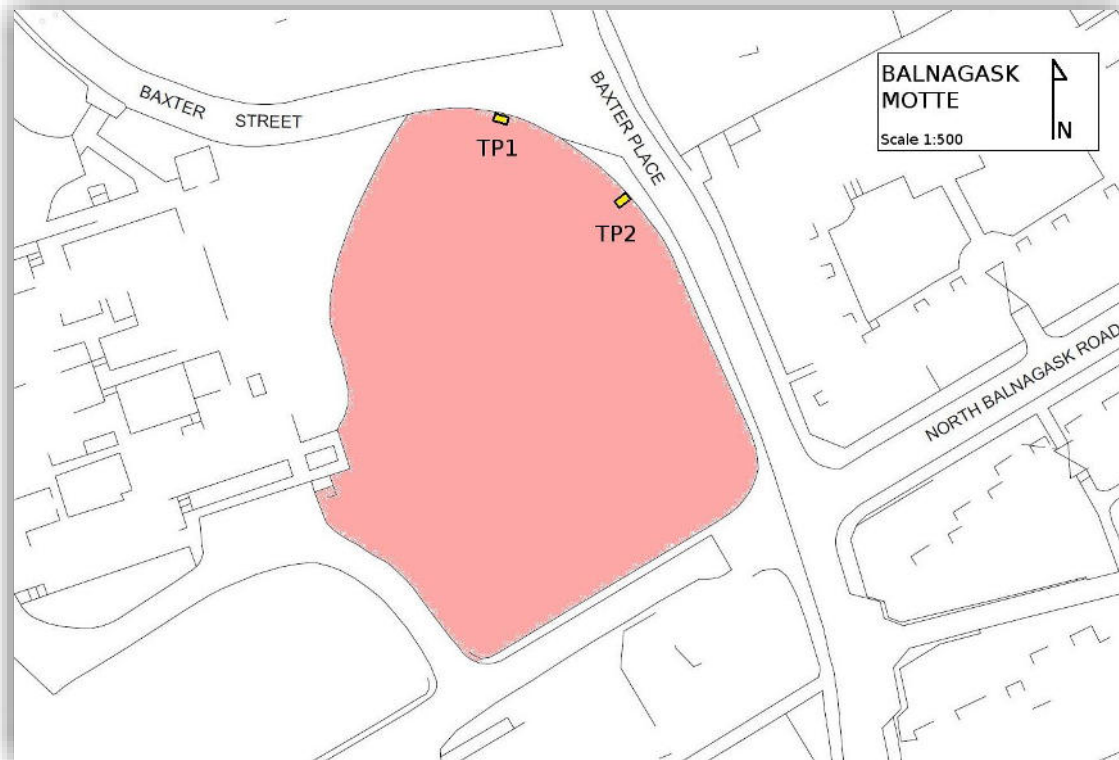 BAXTER STREET
BAXTER PLACE
BALNAGASK
MOTTE
N
Scale 1:500
TP1
TP2
NORTH BALNAGASK ROAD